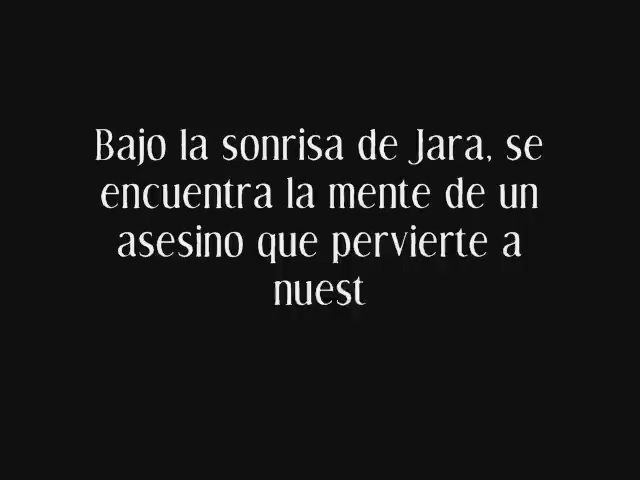 Bajo la sonrisa de Jara, se
encuentra la mente de un
asesino que pervierte a
nuest